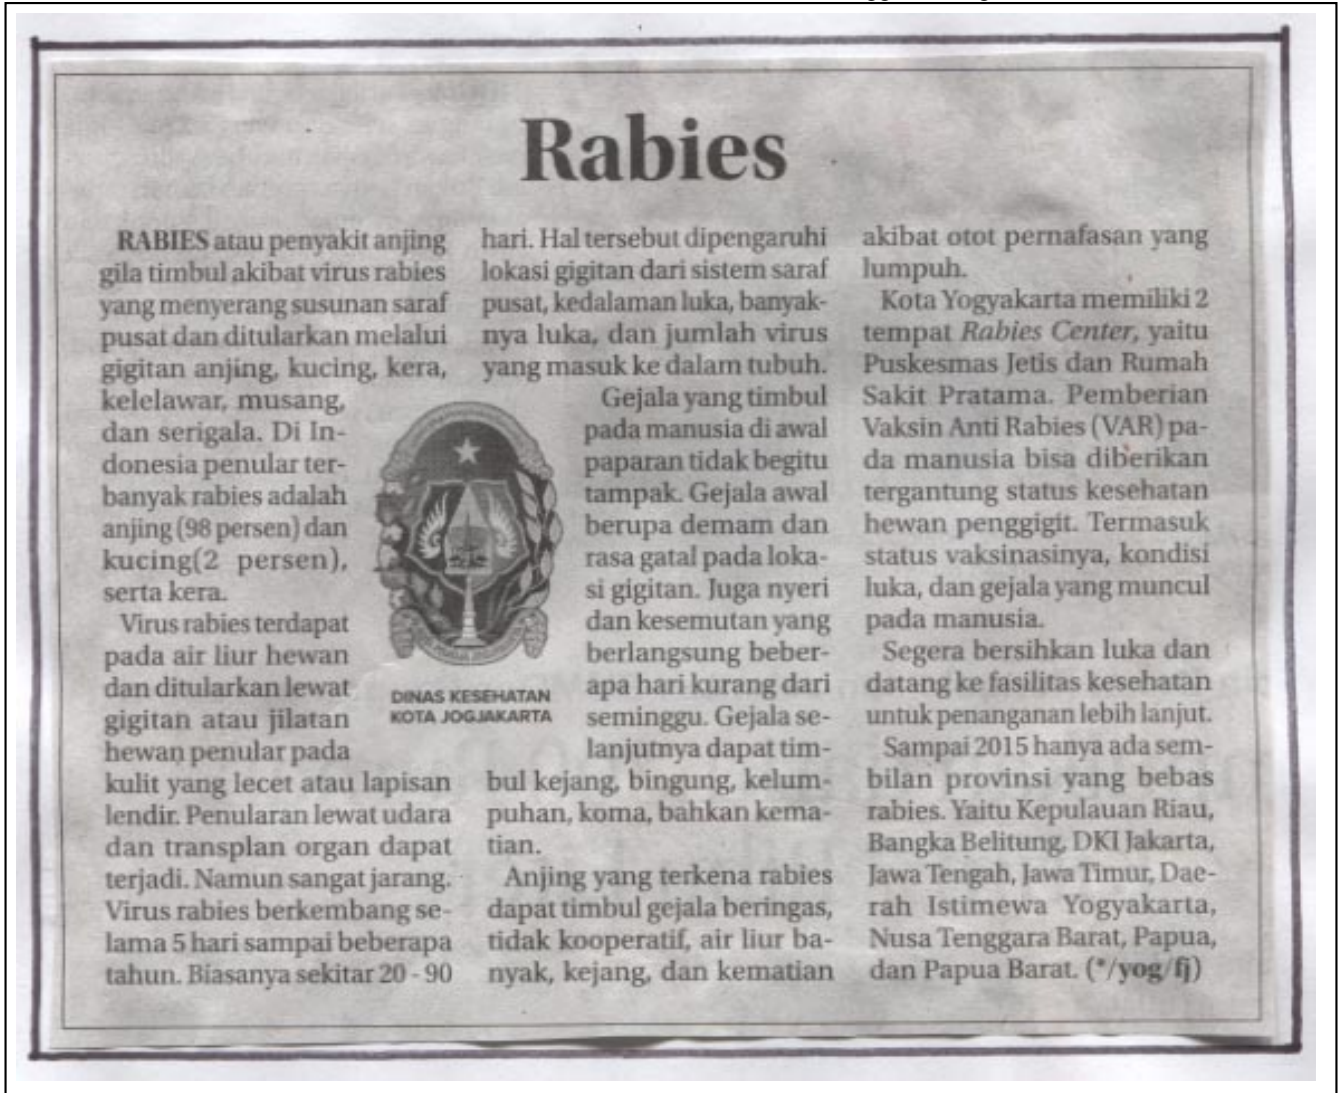 Rabies
RABIES atau penyakit anjing
gila timbul akibat virus rabies
yang menyerang susunan saraf
pusat dan ditularkan melalui
gigitan anjing, kucing, kera,
kelelawar, musang,
dan serigala. Di In-
donesia penular ter-
banyak rabies adalah
anjing (98 persen) dan
kucing(2 persen),
serta kera.
Virus rabies terdapat
pada air liur hewan
dan ditularkan lewat
gigitan atau jilatan
hewan penular pada
kulit yang lecet atau lapisan
lendir. Penularan lewat udara
dan transplan organ dapat
terjadi. Namun sangat jarang.
Virus rabies berkembang se-
lama 5 hari sampai beberapa
tahun. Biasanya sekitar 20 - 90
hari. Hal tersebut dipengaruhi
lokasi gigitan dari sistem saraf
pusat, kedalaman luka, banyak-
nya luka, dan jumlah virus
yang masuk ke dalam tubuh.
Gejala yang timbul
pada manusia di awal
paparan tidak begitu
tampak. Gejala awal
berupa demam dan
rasa gatal pada loka-
si gigitan. Juga nyeri
dan kesemutan yang
berlangsung beber-
apa hari kurang dari
seminggu. Gejala se-
lanjutnya dapat tim-
bul kejang, bingung, kelum-
puhan, koma, bahkan kema-
tian.
Anjing yang terkena rabies
dapat timbul gejala beringas,
tidak kooperatif, air liur ba-
nyak, kejang, dan kematian
DINAS KESEHATAN
KOTA JOGJAKARTA
akibat otot pernafasan yang
lumpuh.
Kota Yogyakarta memiliki 2
tempat Rabies Center, yaitu
Puskesmas Jetis dan Rumah
Sakit Pratama. Pemberian
Vaksin Anti Rabies (VAR) pa-
da manusia bisa diberikan
tergantung status kesehatan
hewan penggigit. Termasuk
status vaksinasinya, kondisi
luka, dan gejala yang muncul
pada manusia.
Segera bersihkan luka dan
datang ke fasilitas kesehatan
untuk penanganan lebih lanjut.
Sampai 2015 hanya ada sem-
bilan provinsi yang bebas
rabies. Yaitu Kepulauan Riau,
Bangka Belitung, DKI Jakarta,
Jawa Tengah, Jawa Timur, Dae-
rah Istimewa Yogyakarta,
Nusa Tenggara Barat, Papua,
dan Papua Barat. (*/yog/fj)